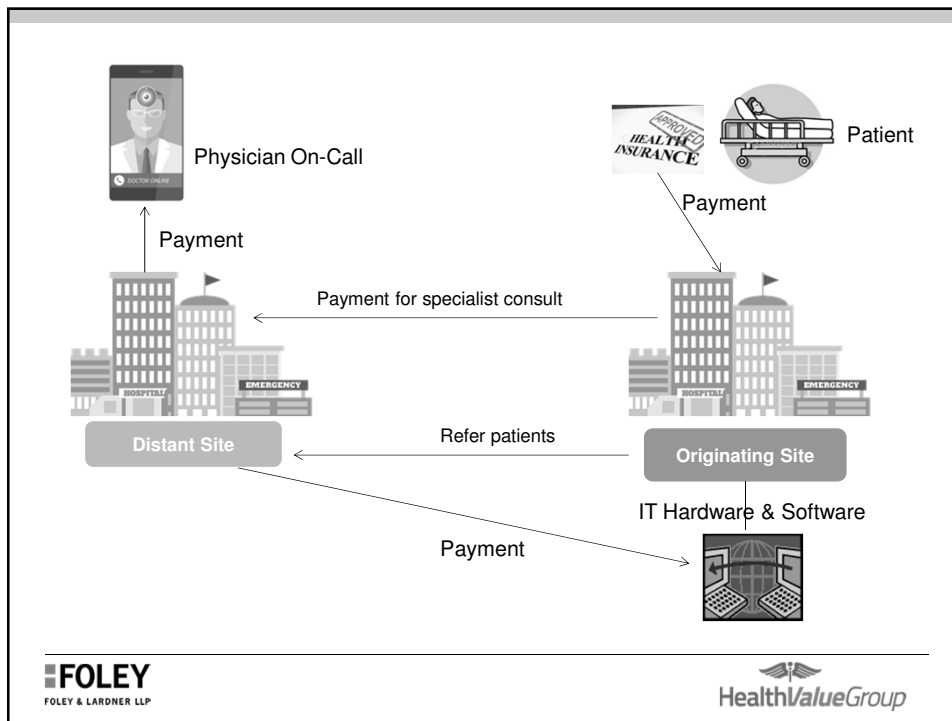 DOCTOR ONLINE
Physician On-Call
APPROVED
HEALTH
INSURANCE
Patient
Payment
Payment
Payment for specialist consult
HOSPITAL
EMERGENCY
HOSPITAL
EMERGENCY
Distant Site
Refer patients
Originating Site
IT Hardware & Software
Payment
FOLEY
FOLEY & LARDNER LLP
HealthValueGroup